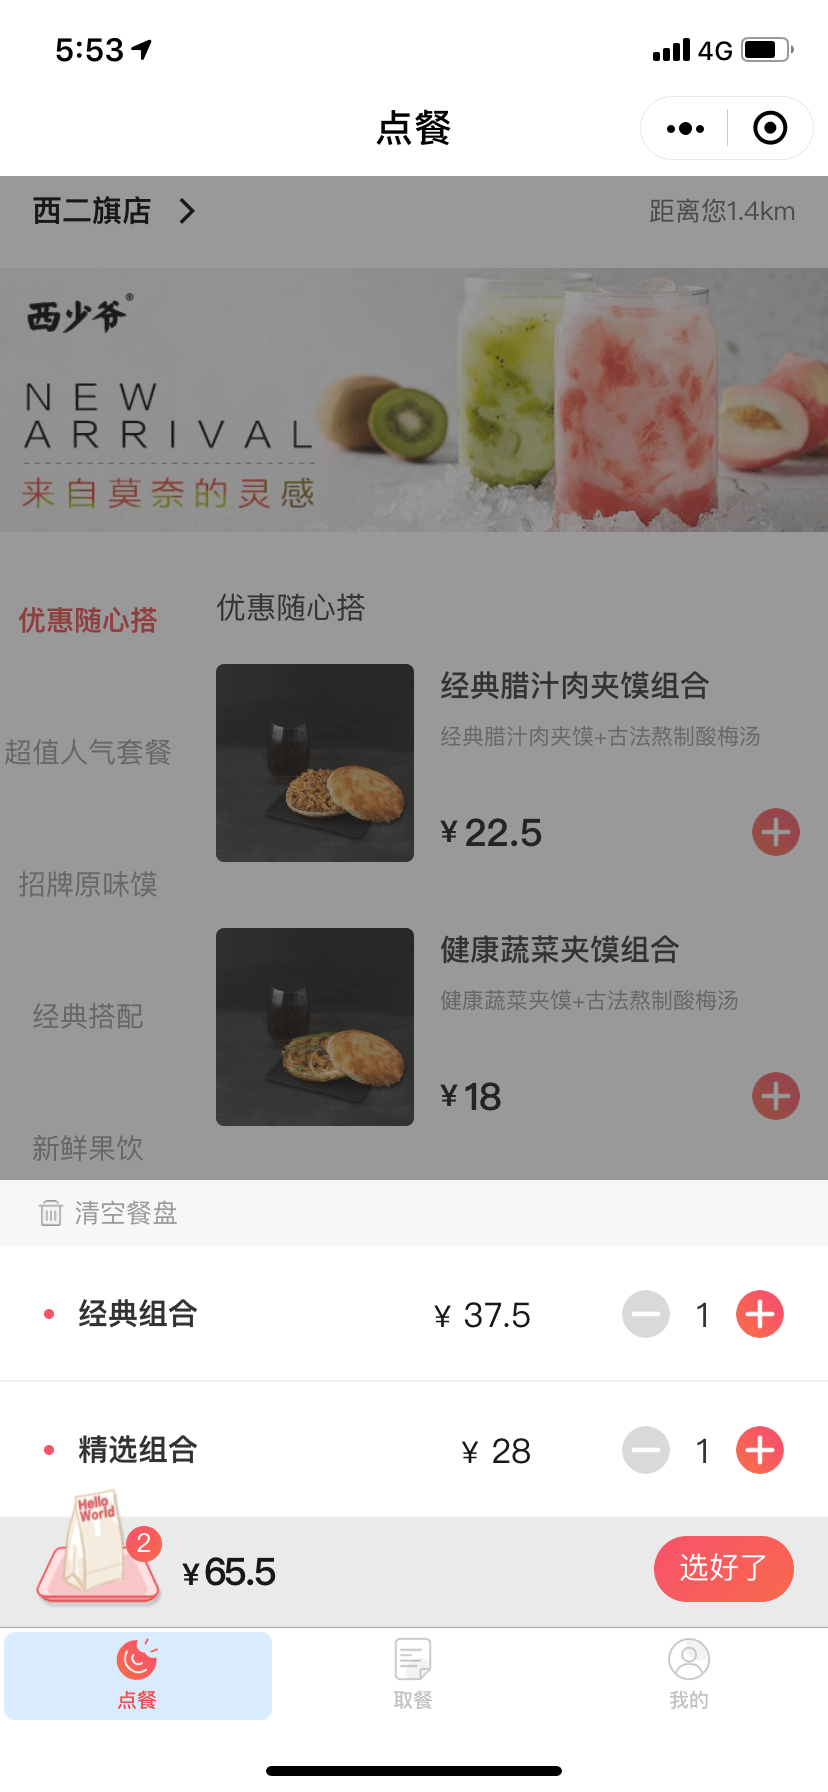 5:53
4G
点餐
西二旗店
距离您1.4km
西少爷®
NEW
ARRIVAL
来自莫奈的灵感
优惠随心搭
超值人气套餐
招牌原味馍
经典搭配
新鲜果饮
优惠随心搭
经典腊汁肉夹馍组合
经典腊汁肉夹馍+古法熬制酸梅汤
¥22.5
健康蔬菜夹馍组合
健康蔬菜夹馍+古法熬制酸梅汤
¥18
清空餐盘
经典组合 ¥ 37.5 1
精选组合 ¥ 28 1
Hello
World
2
¥65.5
选好了
点餐
取餐
我的